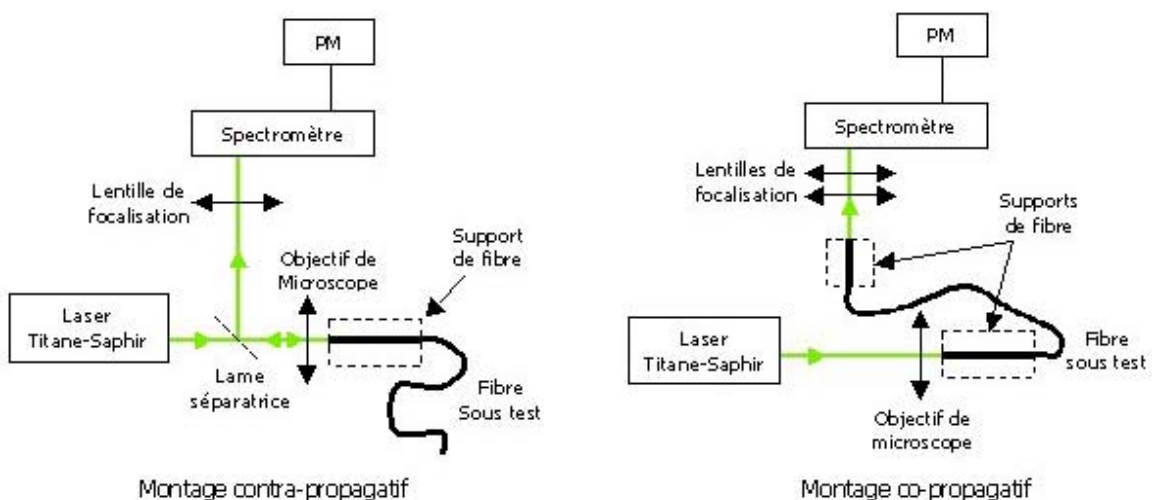 PM
Spectromètre
Lentille de
focalisation
Objectif de
Microscope
Support
de fibre
Laser
Titane-Saphir
Lame
séparatrice
Fibre
Sous test
Montage contra-propagatif
PM
Spectromètre
Lentilles de
focalisation
Supports
de fibre
Laser
Titane-Saphir
Fibre
sous test
Objectif de
microscope
Montage co-propagatif